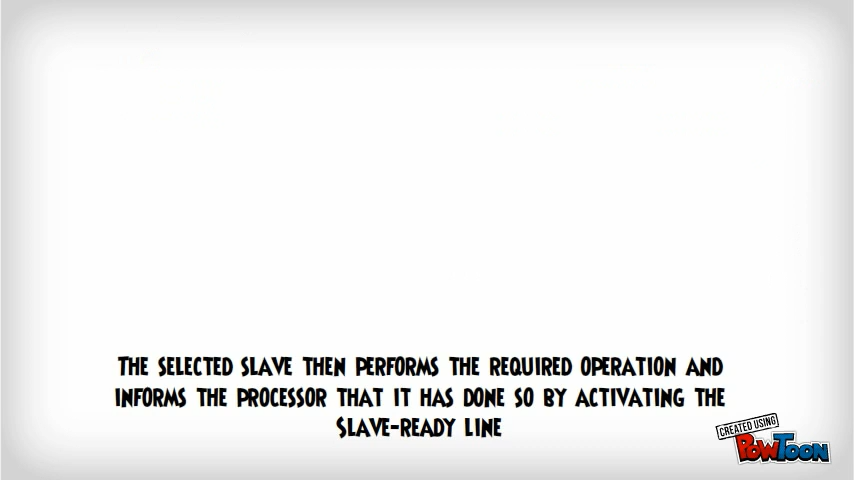 THE SELECTED SLAVE THEN PERFORMS THE REQUIRED OPERATION AND
INFORMS THE PROCESSOR THAT IT HAS DONE SO BY ACTIVATING THE
SLAVE-READY LINE
CREATED USING
POWTOON